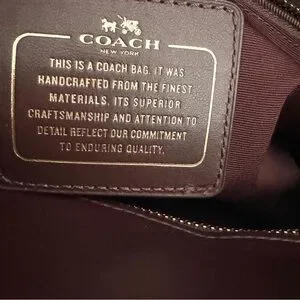 COACH
NEW YORK
THIS IS A COACH BAG. IT WAS
HANDCRAFTED FROM THE FINEST
MATERIALS. ITS SUPERIOR
CRAFTSMANSHIP AND ATTENTION TO
DETAIL REFLECT OUR COMMITMENT
TO ENDURING QUALITY.